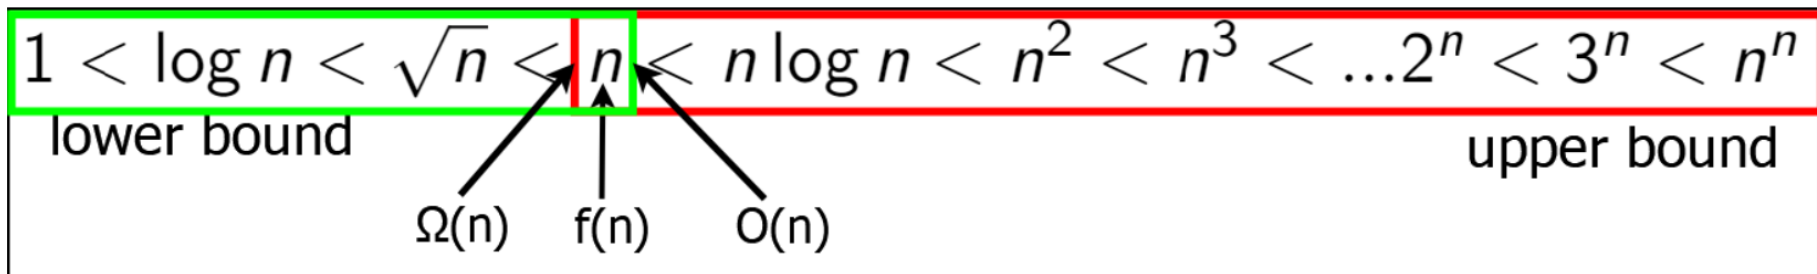 1 < log n < √n < n < n log n < n² < n³ < ...2ⁿ < 3ⁿ < nⁿ
lower bound
upper bound
Ω(n) f(n) O(n)